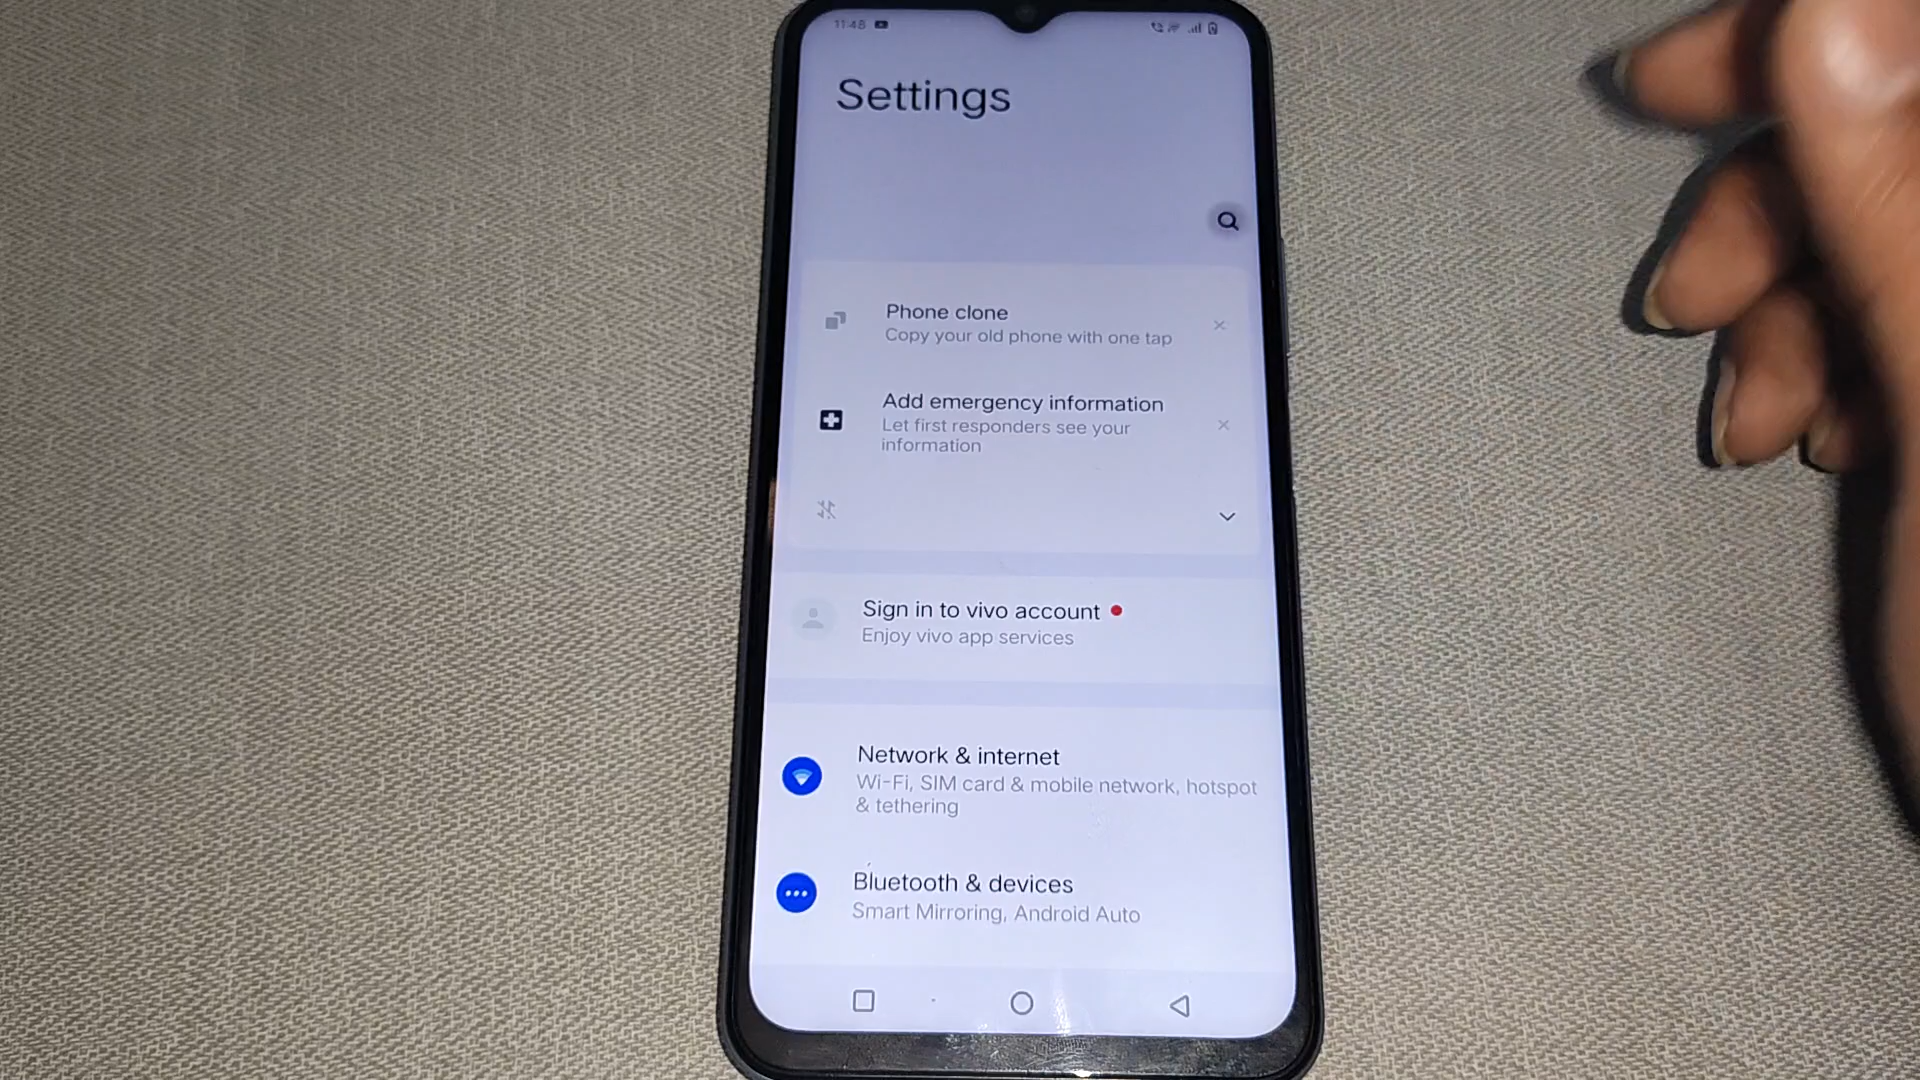 11:48
Settings
Phone clone
Copy your old phone with one tap
Add emergency information
Let first responders see your
information
Sign in to vivo account
Enjoy vivo app services
Network & internet
Wi-Fi, SIM card & mobile network, hotspot
& tethering
Bluetooth & devices
Smart Mirroring, Android Auto